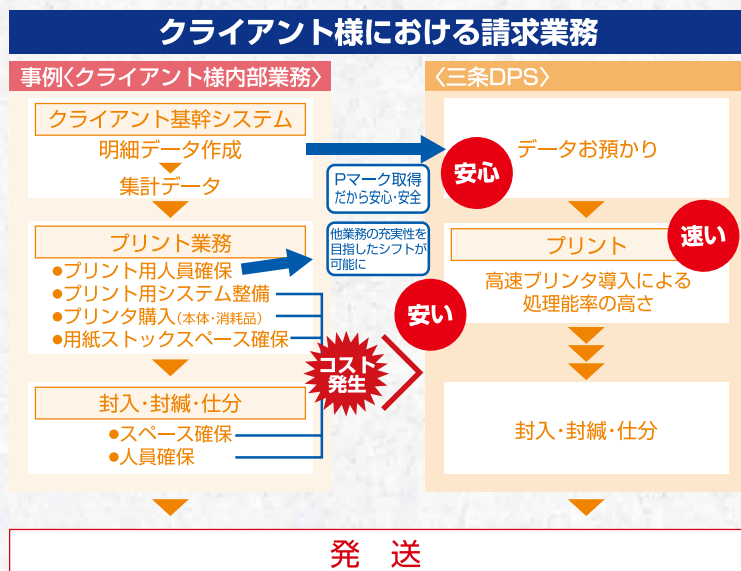 クライアント様における請求業務
事例〈クライアント様内部業務〉
クライアント基幹システム
明細データ作成
集計データ
プリント業務
●プリント用人員確保
●プリント用システム整備
●プリンタ購入(本体・消耗品)
●用紙ストックスペース確保
封入・封緘・仕分
●スペース確保
●人員確保
Pマーク取得
だから安心・安全
他業務の充実性を
目指したシフトが
可能に
コスト
発生
〈三条DPS〉
データお預かり
安心
プリント
速い
高速プリンタ導入による
処理能率の高さ
安い
封入・封緘・仕分
発 送